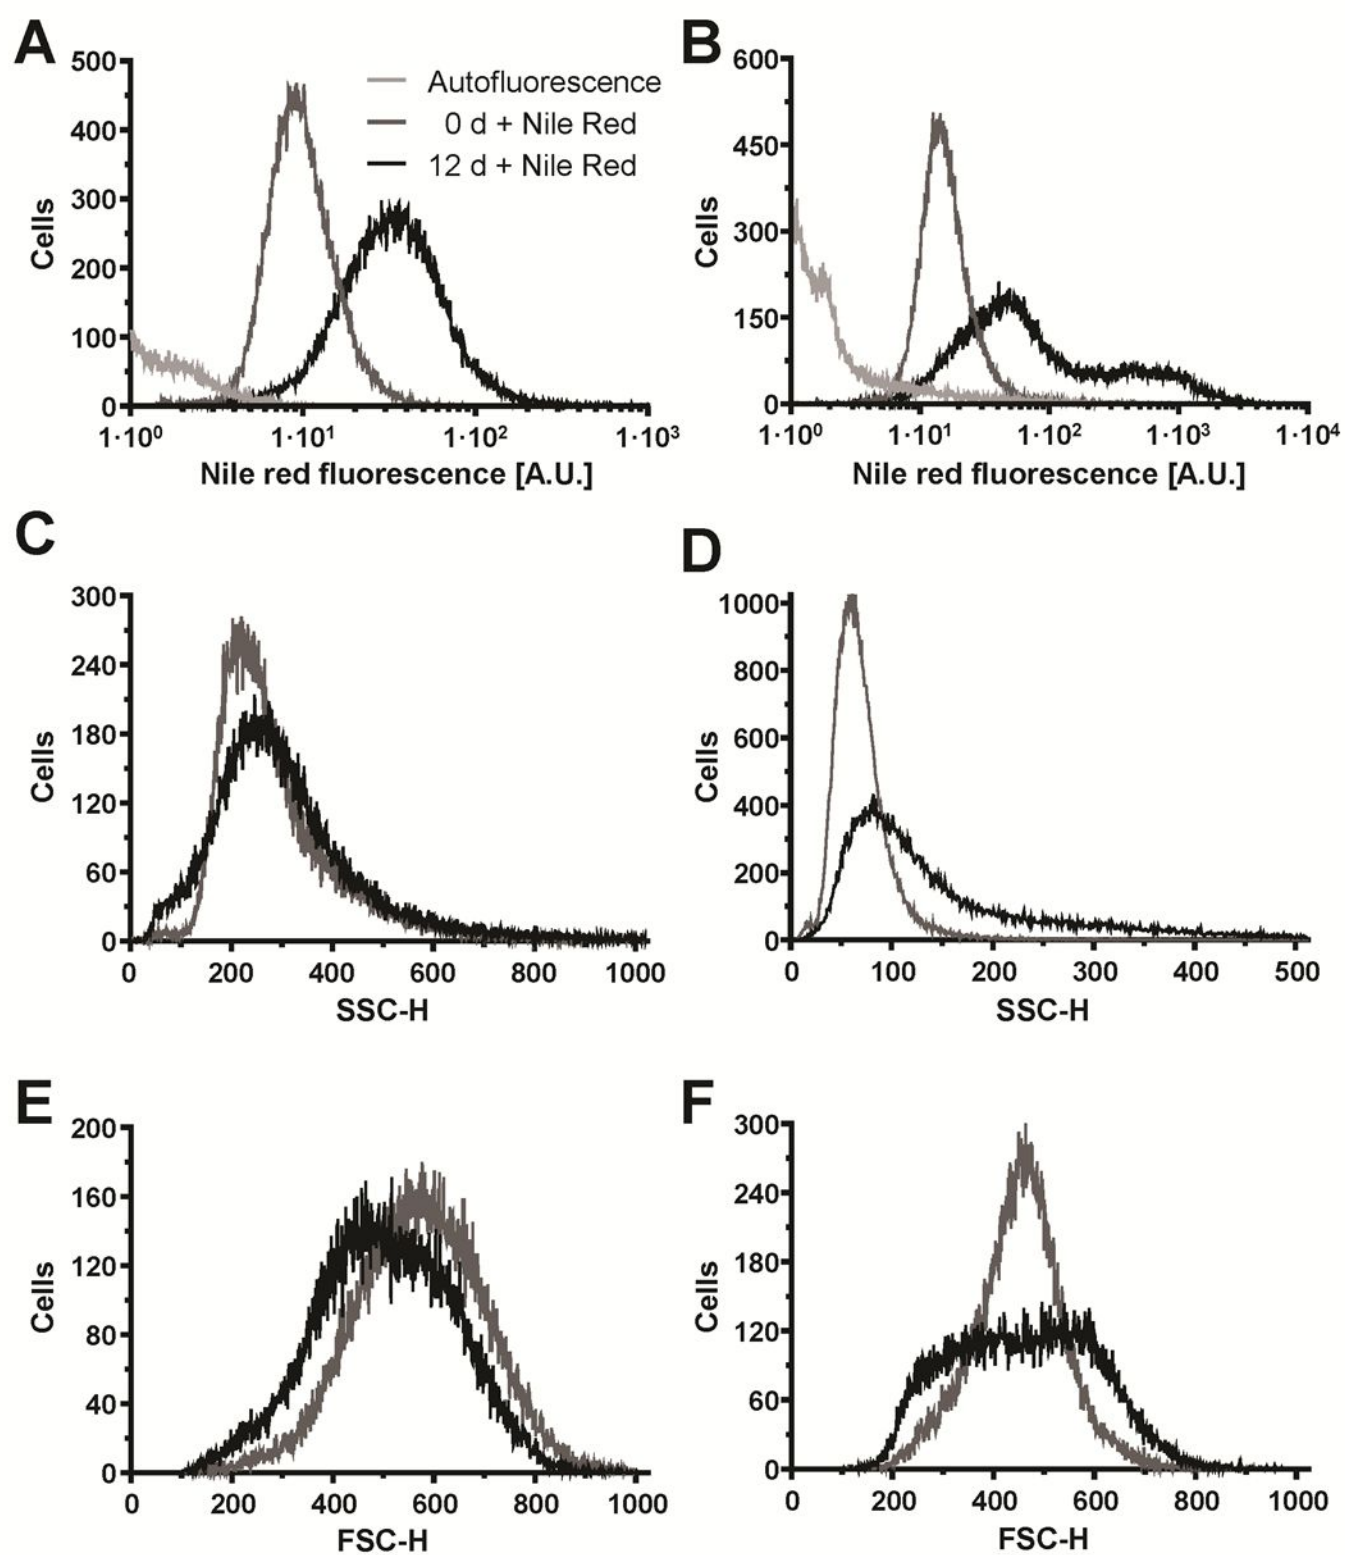 A
500
400
300
200
100
0
Cells
Autofluorescence
0 d + Nile Red
12 d + Nile Red
1·10⁰ 1·10¹ 1·10² 1·10³
Nile red fluorescence [A.U.]
B
600
450
300
150
0
Cells
1·10⁰ 1·10¹ 1·10² 1·10³ 1·10⁴
Nile red fluorescence [A.U.]
C
300
240
180
120
60
0
Cells
0 200 400 600 800 1000
SSC-H
D
1000
800
600
400
200
0
Cells
0 100 200 300 400 500
SSC-H
E
200
160
120
80
40
0
Cells
0 200 400 600 800 1000
FSC-H
F
300
240
180
120
60
0
Cells
0 200 400 600 800 1000
FSC-H